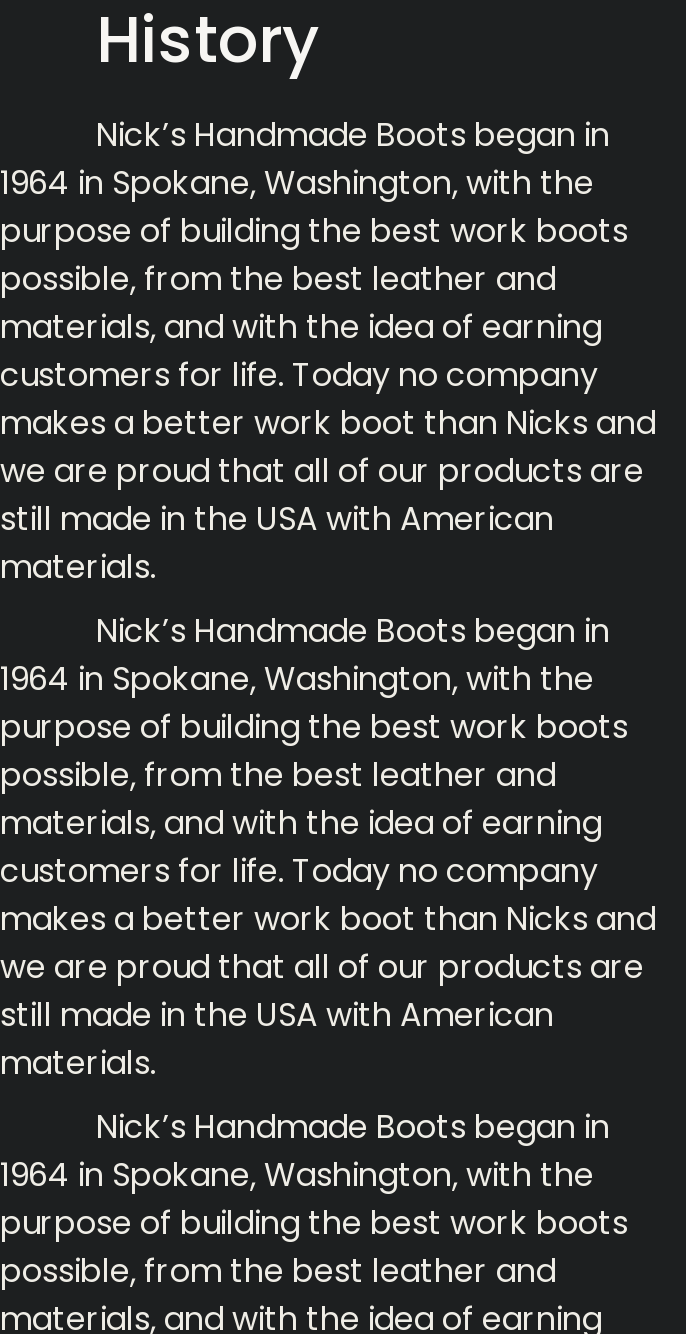 History
Nick’s Handmade Boots began in
1964 in Spokane, Washington, with the
purpose of building the best work boots
possible, from the best leather and
materials, and with the idea of earning
customers for life. Today no company
makes a better work boot than Nicks and
we are proud that all of our products are
still made in the USA with American
materials.
Nick’s Handmade Boots began in
1964 in Spokane, Washington, with the
purpose of building the best work boots
possible, from the best leather and
materials, and with the idea of earning
customers for life. Today no company
makes a better work boot than Nicks and
we are proud that all of our products are
still made in the USA with American
materials.
Nick’s Handmade Boots began in
1964 in Spokane, Washington, with the
purpose of building the best work boots
possible, from the best leather and
materials, and with the idea of earning